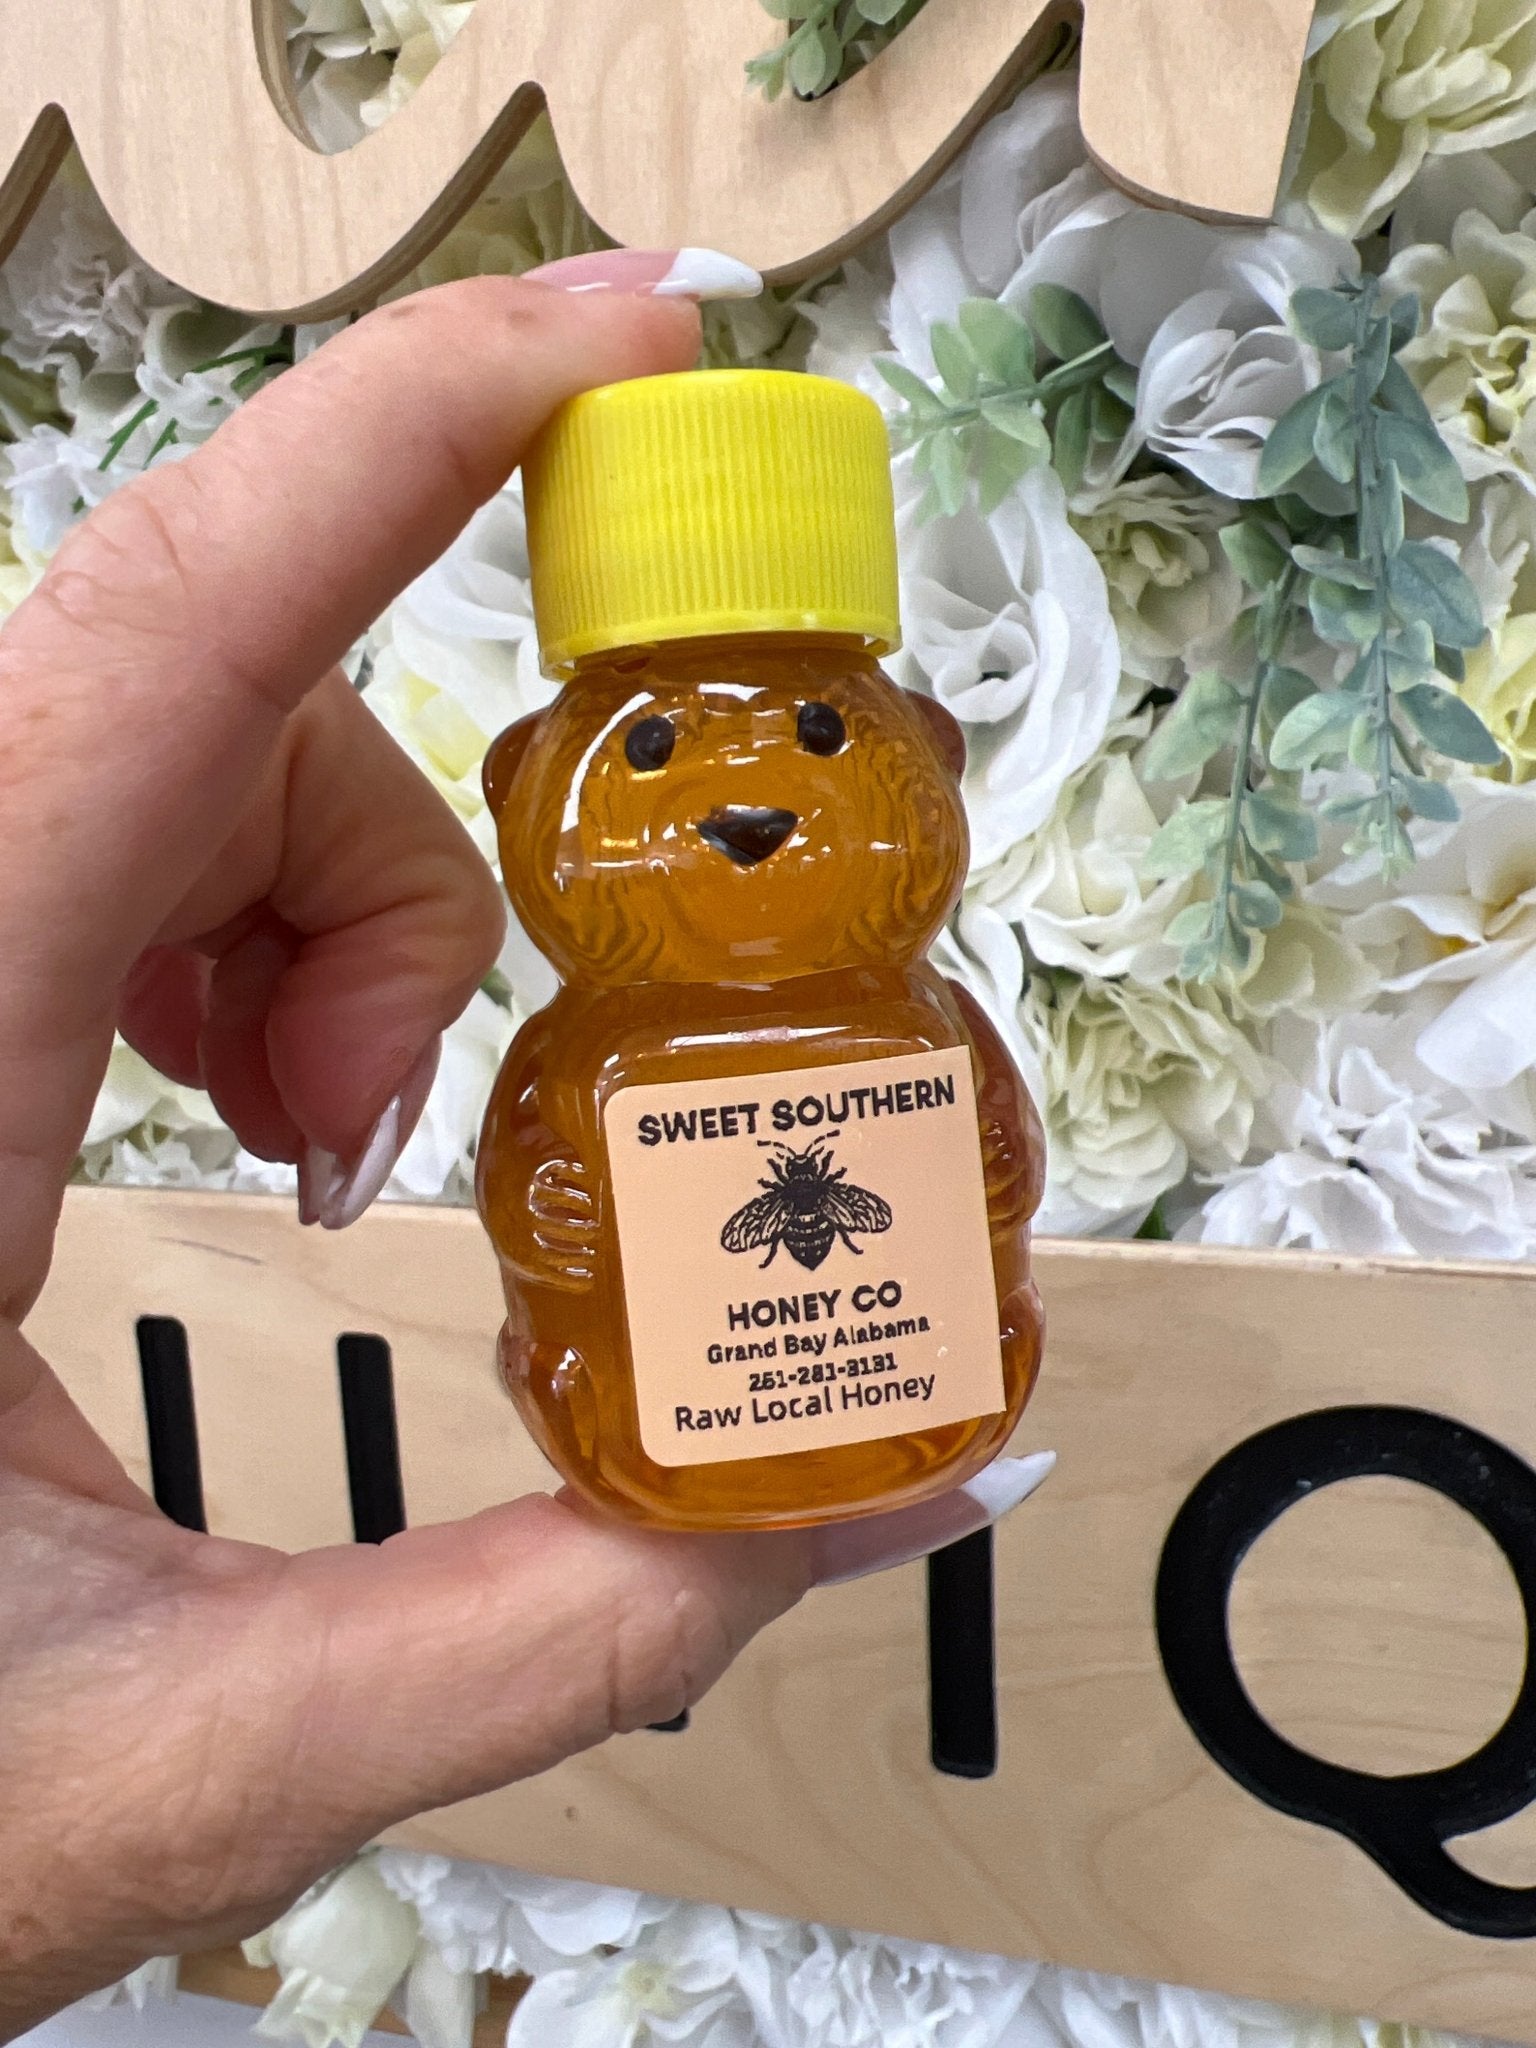 SWEET SOUTHERN
HONEY CO
Grand Bay Alabama
251-281-3131
Raw Local Honey